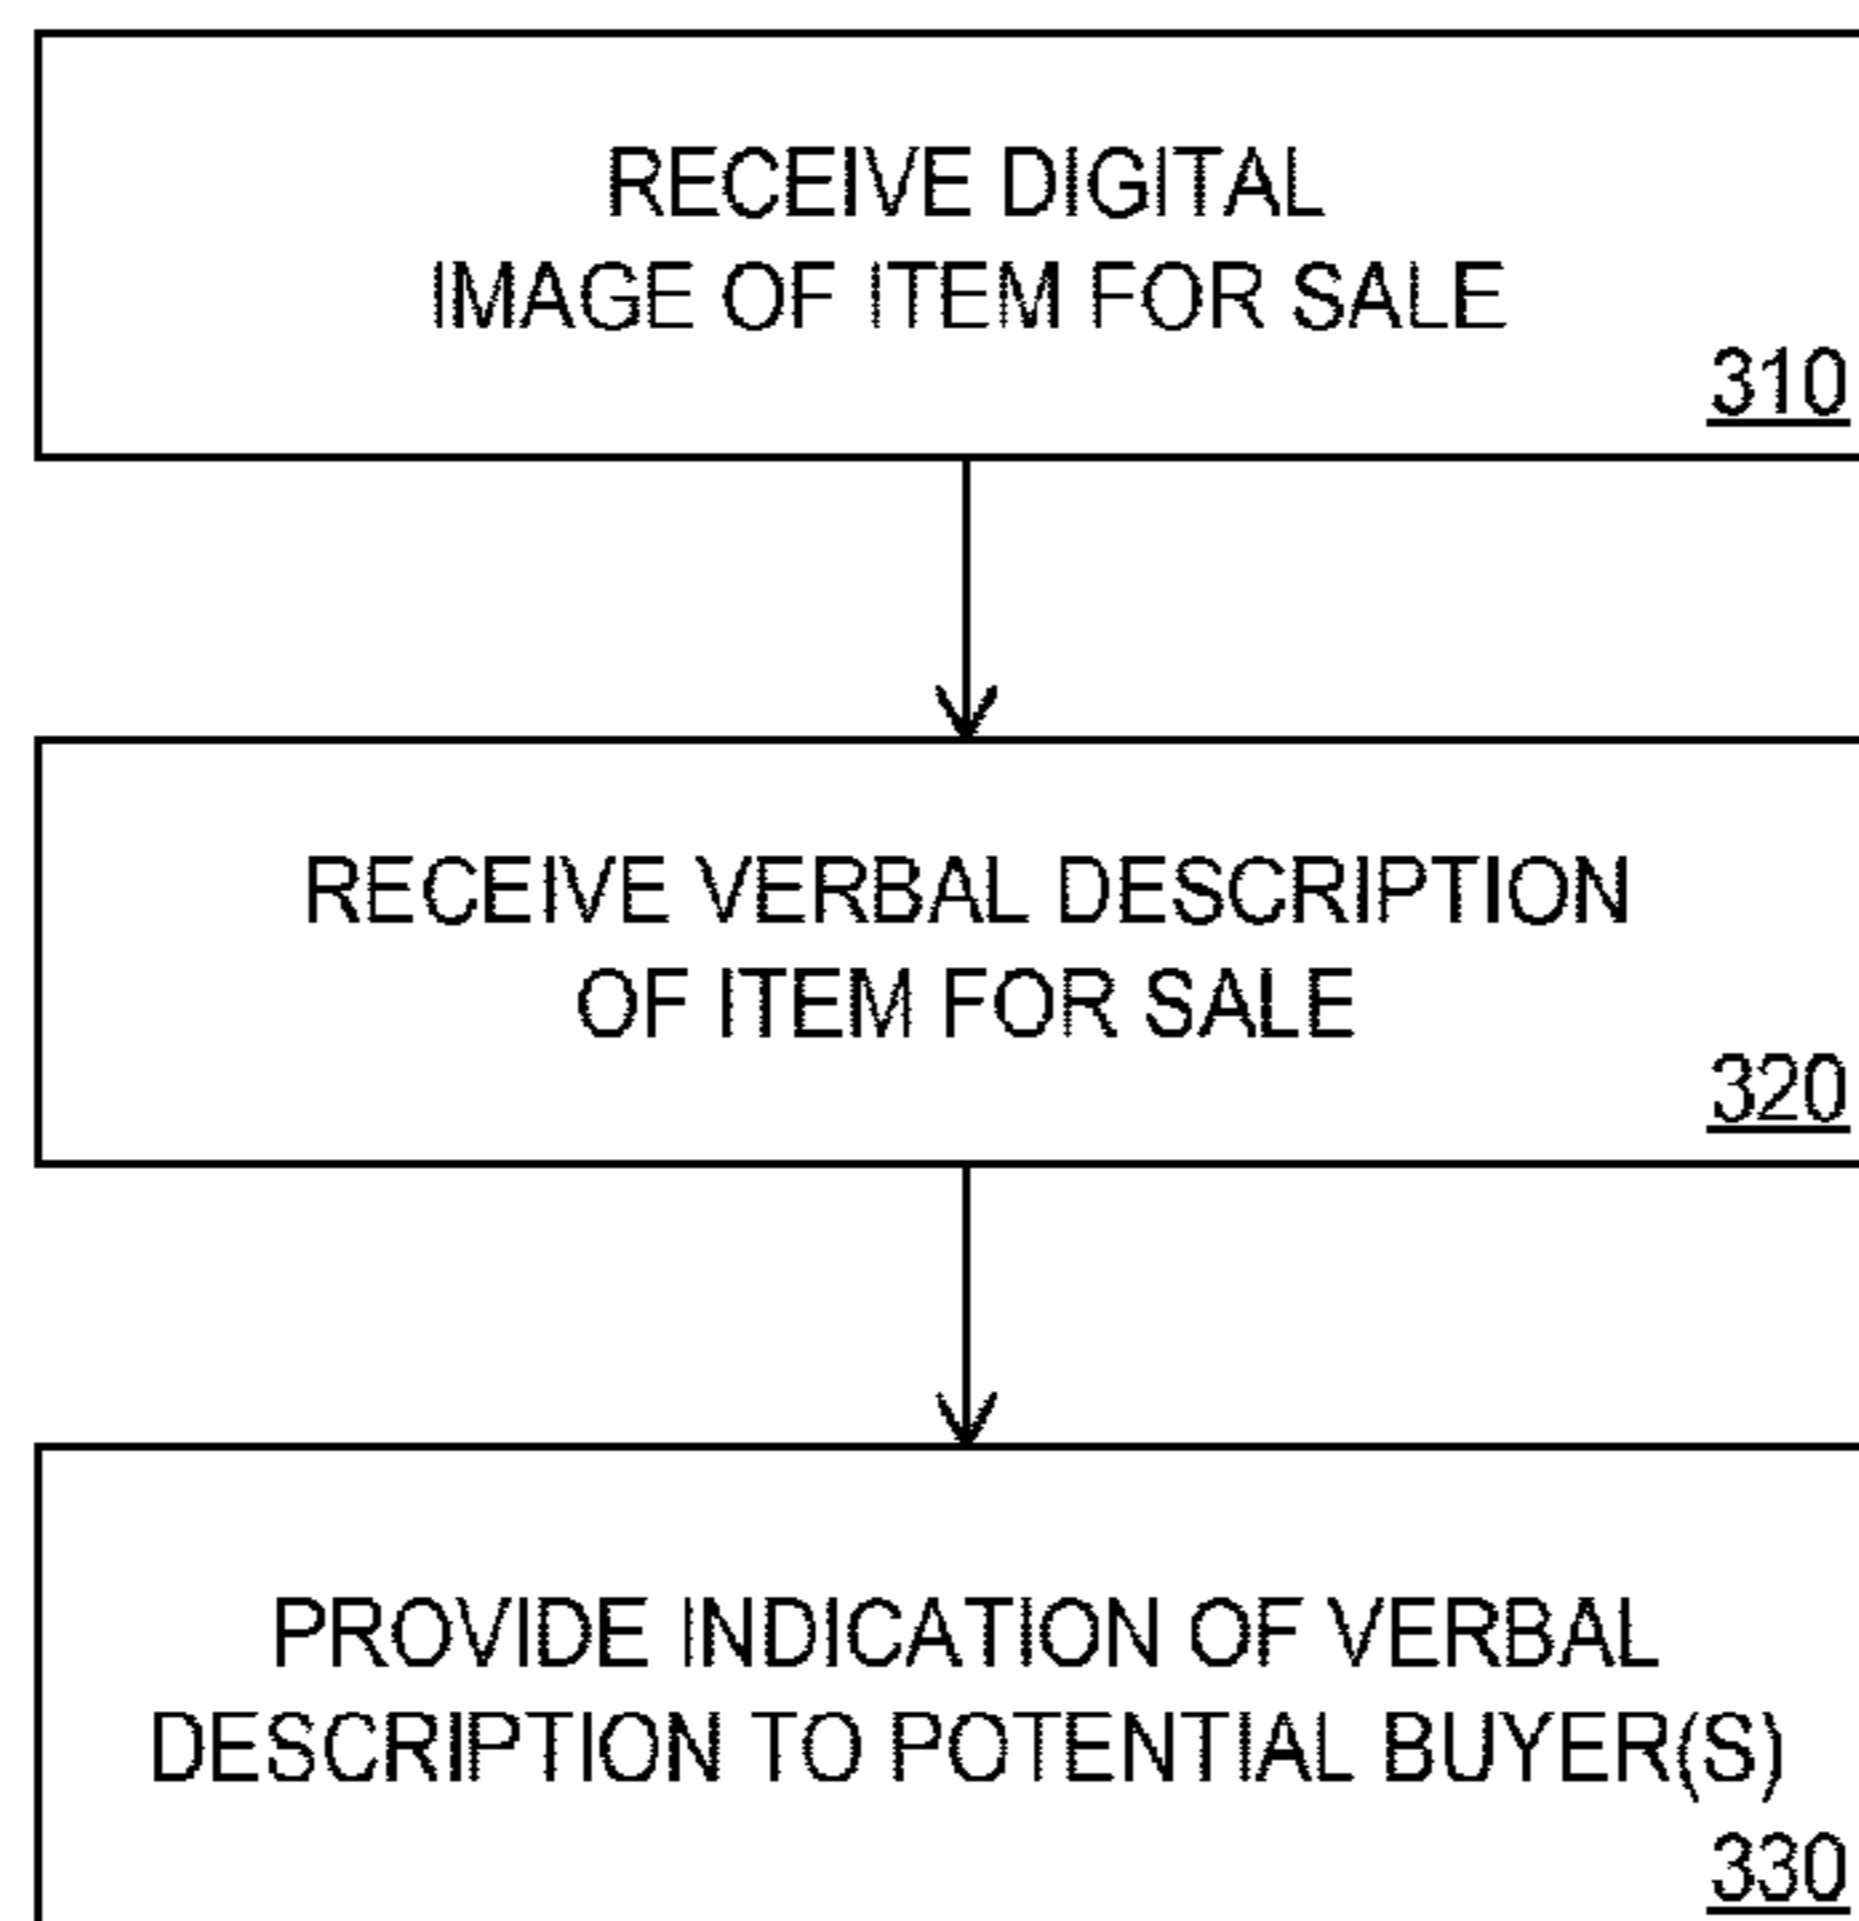 RECEIVE DIGITAL
IMAGE OF ITEM FOR SALE
310
RECEIVE VERBAL DESCRIPTION
OF ITEM FOR SALE
320
PROVIDE INDICATION OF VERBAL
DESCRIPTION TO POTENTIAL BUYER(S)
330